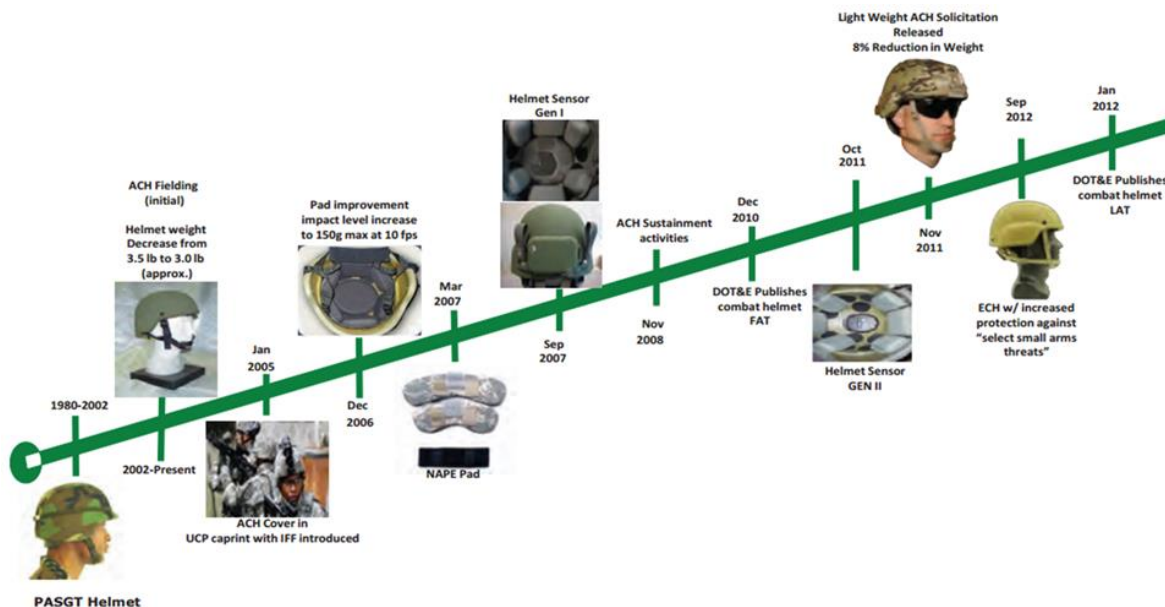 1980-2002
PASGT Helmet
ACH Fielding
(initial)
Helmet weight
Decrease from
3.5 lb to 3.0 lb
(approx.)
2002-Present
Jan
2005
ACH Cover in
UCP caprint with IFF introduced
Pad improvement
impact level increase
to 150g max at 10 fps
Dec
2006
Mar
2007
NAPE Pad
Helmet Sensor
Gen I
Sep
2007
ACH Sustainment
activities
Nov
2008
Dec
2010
DOT&E Publishes
combat helmet
FAT
Oct
2011
Helmet Sensor
GEN II
Light Weight ACH Solicitation
Released
8% Reduction in Weight
Nov
2011
Sep
2012
ECH w/ increased
protection against
“select small arms
threats”
Jan
2012
DOT&E Publishes
combat helmet
LAT